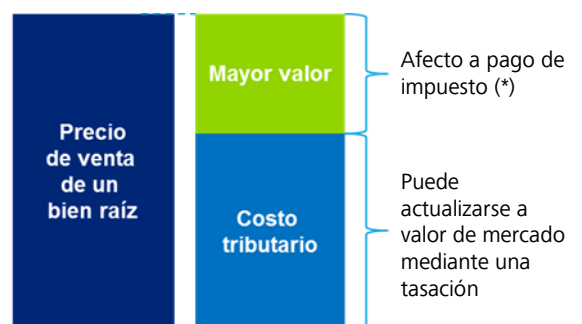 Precio
de venta
de un
bien raíz
Mayor valor
Costo
tributario
Afecto a pago de
impuesto (*)
Puede
actualizarse a
valor de mercado
mediante una
tasación